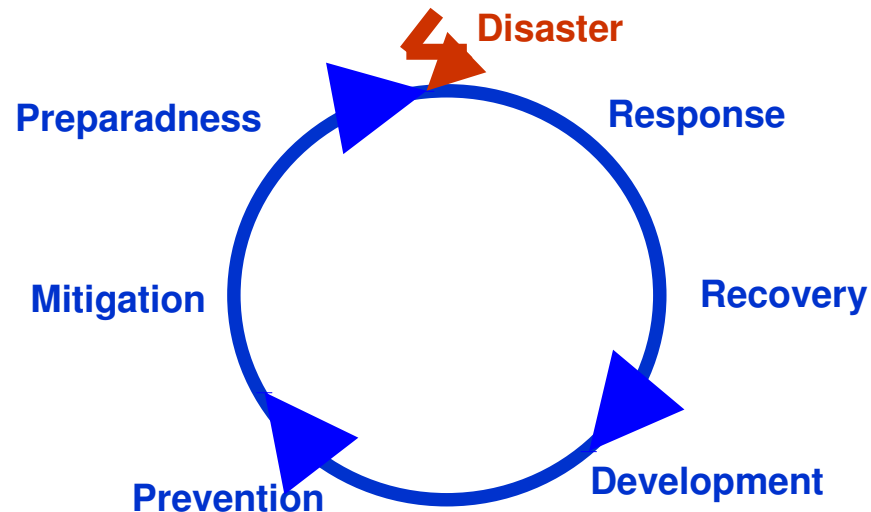 Disaster
Preparadness
Response
Mitigation
Recovery
Development
Prevention